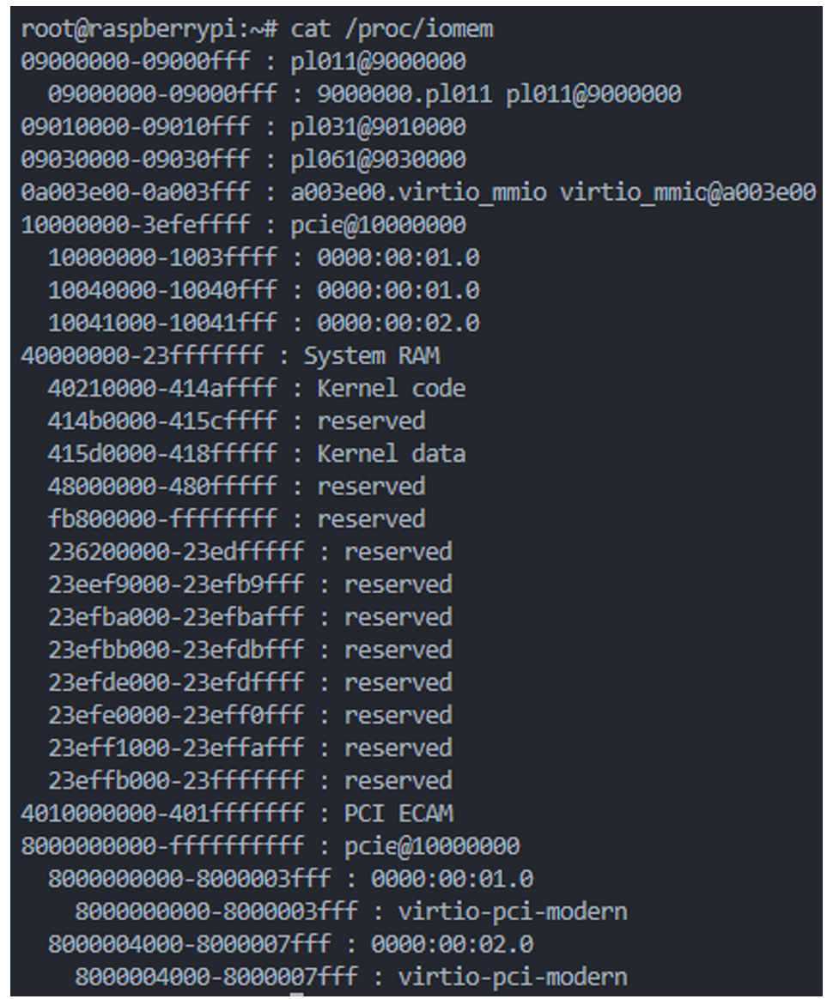 root@raspberrypi:~# cat /proc/iomem
09000000-09000fff : pl011@9000000
  09000000-09000fff : 9000000.pl011 pl011@9000000
09010000-09010fff : pl031@9010000
09030000-09030fff : pl061@9030000
0a003e00-0a003fff : a003e00.virtio_mmio virtio_mmio@a003e00
10000000-3efeffff : pcie@10000000
  10000000-1003ffff : 0000:00:01.0
  10040000-10040fff : 0000:00:01.0
  10041000-10041fff : 0000:00:02.0
40000000-23fffffff : System RAM
  40210000-414affff : Kernel code
  414b0000-415cffff : reserved
  415d0000-418fffff : Kernel data
  48000000-480fffff : reserved
  fb800000-ffffffff : reserved
  236200000-23edfffff : reserved
  23eef9000-23efb9fff : reserved
  23efba000-23efbafff : reserved
  23efbb000-23efdbfff : reserved
  23efde000-23efdffff : reserved
  23efe0000-23eff0fff : reserved
  23eff1000-23effafff : reserved
  23effb000-23fffffff : reserved
4010000000-401fffffff : PCI ECAM
8000000000-ffffffffff : pcie@10000000
  8000000000-8000003fff : 0000:00:01.0
    8000000000-8000003fff : virtio-pci-modern
  8000004000-8000007fff : 0000:00:02.0
    8000004000-8000007fff : virtio-pci-modern